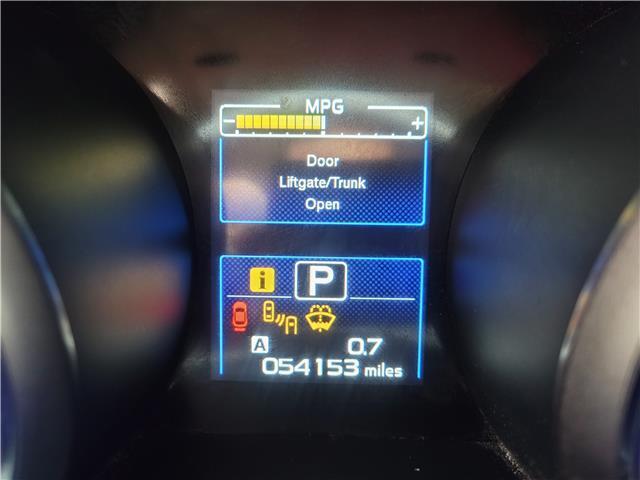 MPG
- +
Door
Liftgate/Trunk
Open
i P
A 0.7
054153 miles